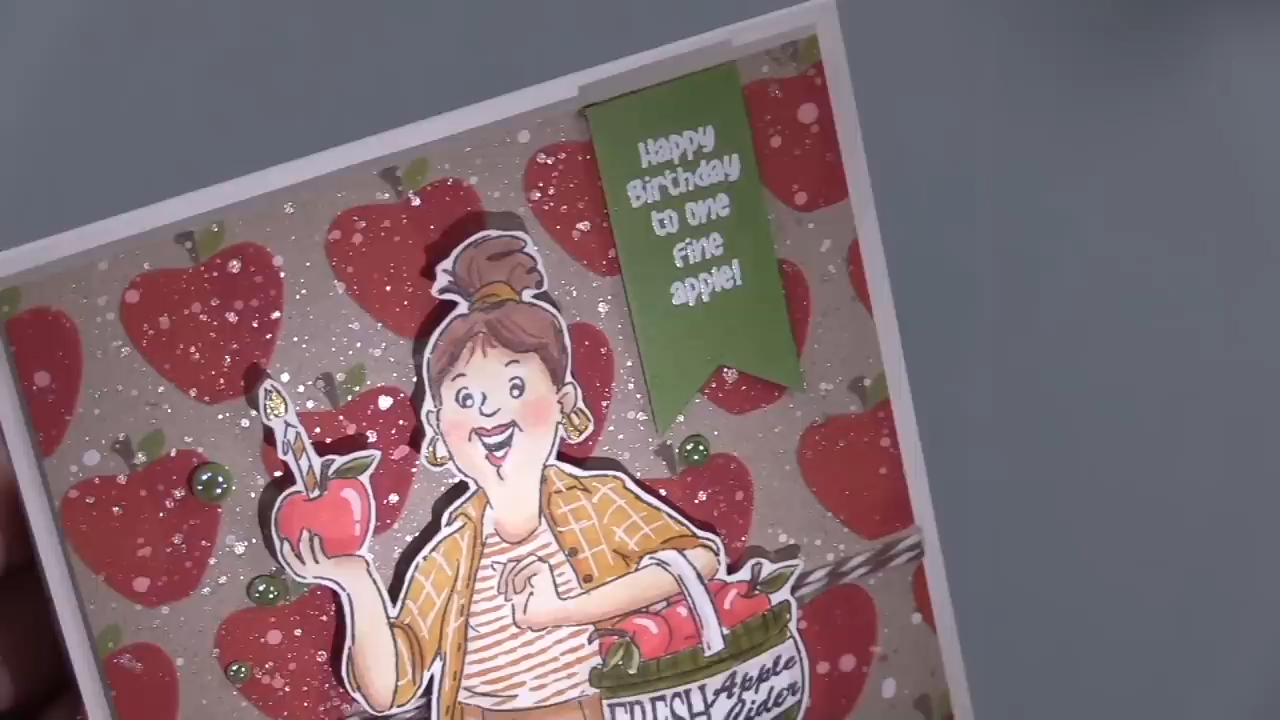 Happy
Birthday
to one
fine
apple!
FRESH Apple
Cider